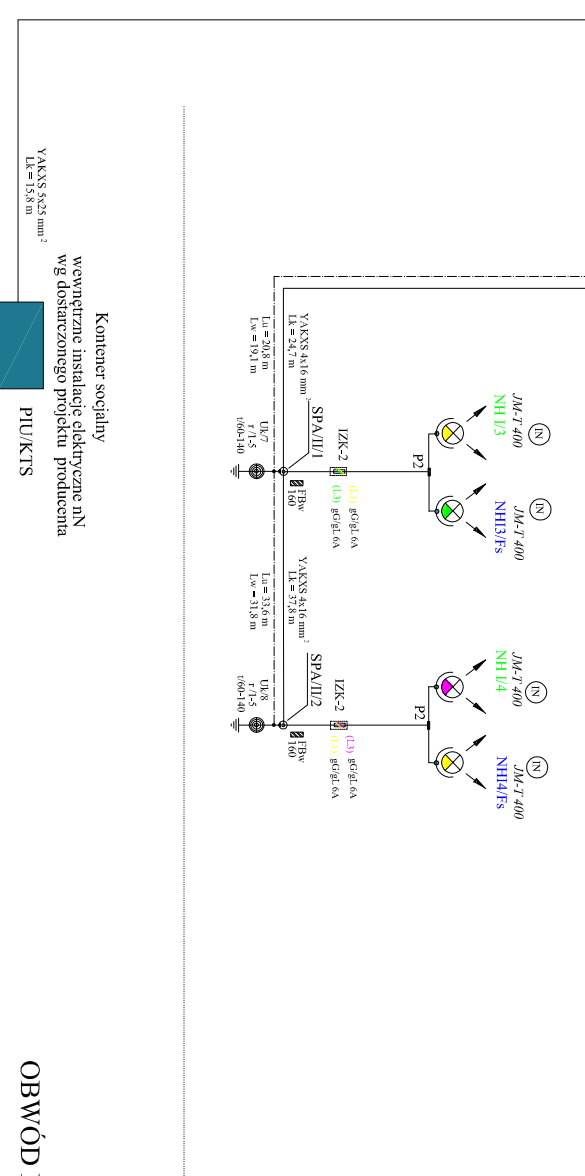 IN
JM-T 400
NH I/3
IN
JM-T 400
NHI3/Fs
P2
IZK-2
gG/gL 6A
(L3) gG/gL 6A
FBw
160
SPA/II/1
YAKXS 4x16 mm²
Lk = 24,7 m
Lu = 20,8 m
Lw = 19,1 m
Uk/7
r/1-5
t/60-140
IN
JM-T 400
NH I/4
IN
JM-T 400
NHI4/Fs
P2
IZK-2
(L3) gG/gL 6A
gG/gL 6A
FBw
160
SPA/II/2
YAKXS 4x16 mm²
Lk = 37,8 m
Lu = 33,6 m
Lw = 31,8 m
Uk/8
r/1-5
t/60-140
Kontener socjalny
wewnętrzne instalacje elektryczne nN
wg dostarczonego projektu producenta
YAKXS 5x25 mm²
Lk = 15,8 m
PIU/KTS
OBWÓD